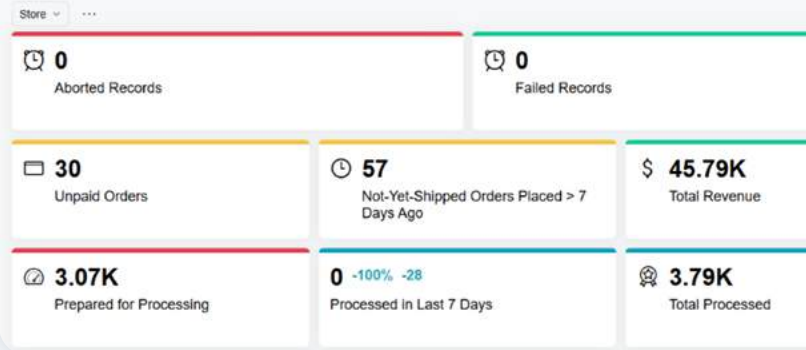 Store
0
Aborted Records
0
Failed Records
30
Unpaid Orders
57
Not-Yet-Shipped Orders Placed > 7
Days Ago
$ 45.79K
Total Revenue
3.07K
Prepared for Processing
0 -100% -28
Processed in Last 7 Days
3.79K
Total Processed